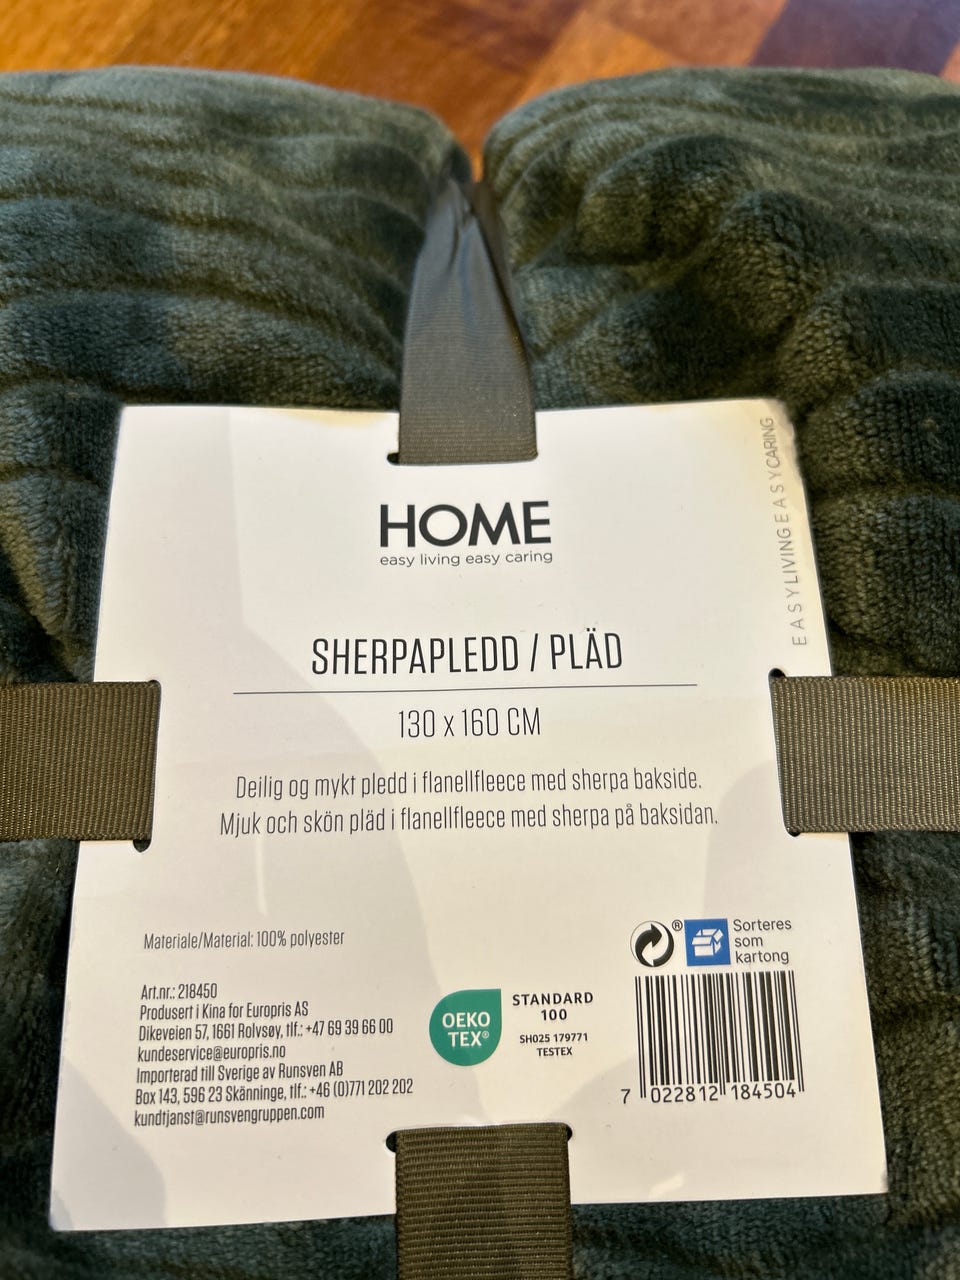 HOME
easy living easy caring
EASY LIVING EASY CARING
SHERPAPLEDD / PLÄD
130 x 160 CM
Deilig og mykt pledd i flanellfleece med sherpa bakside.
Mjuk och skön pläd i flanellfleece med sherpa på baksidan.
Materiale/Material: 100% polyester
Art.nr.: 218450
Produsert i Kina for Europris AS
Dikeveien 57, 1661 Rolvsøy, tlf.: +47 69 39 66 00
kundeservice@europris.no
Importerad till Sverige av Runsven AB
Box 143, 596 23 Skänninge, tlf.: +46 (0)771 202 202
kundtjanst@runsvengruppen.com
OEKO
TEX®
STANDARD
100
SH025 179771
TESTEX
®
Sorteres
som
kartong
7 022812 184504